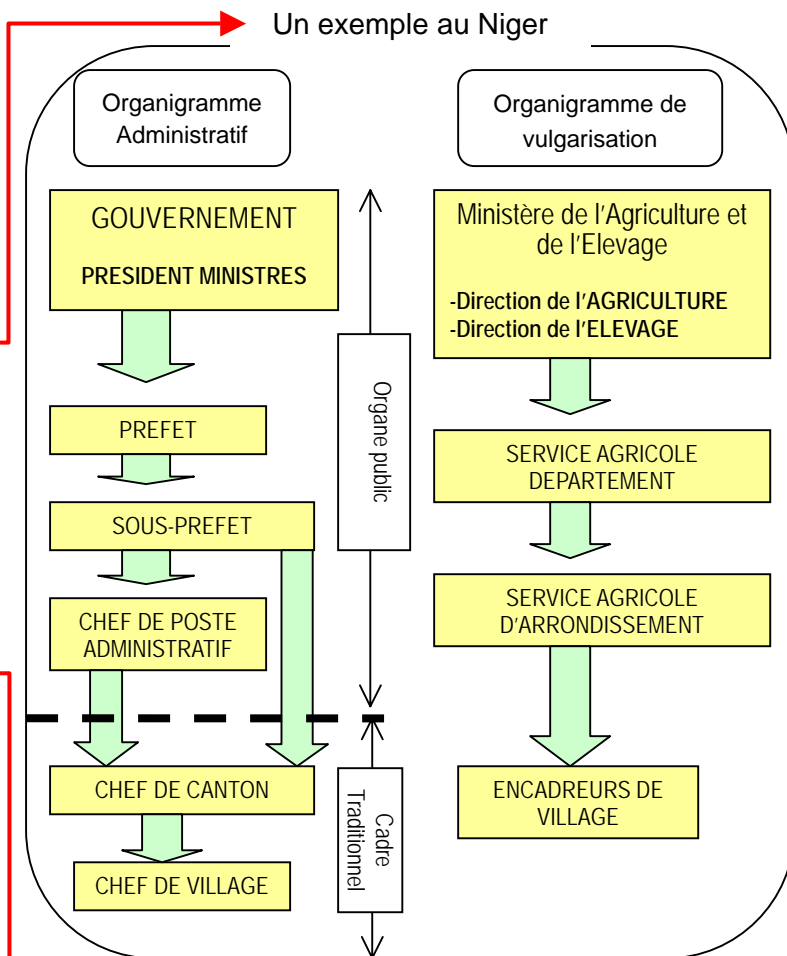 Un exemple au Niger
Organigramme
Administratif
GOUVERNEMENT
PRESIDENT MINISTRES
PREFET
SOUS-PREFET
CHEF DE POSTE
ADMINISTRATIF
CHEF DE CANTON
CHEF DE VILLAGE
Organe public
Cadre
Traditionnel
Organigramme de
vulgarisation
Ministère de l'Agriculture et
de l'Elevage
-Direction de l'AGRICULTURE
-Direction de l'ELEVAGE
SERVICE AGRICOLE
DEPARTEMENT
SERVICE AGRICOLE
D'ARRONDISSEMENT
ENCADREURS DE
VILLAGE